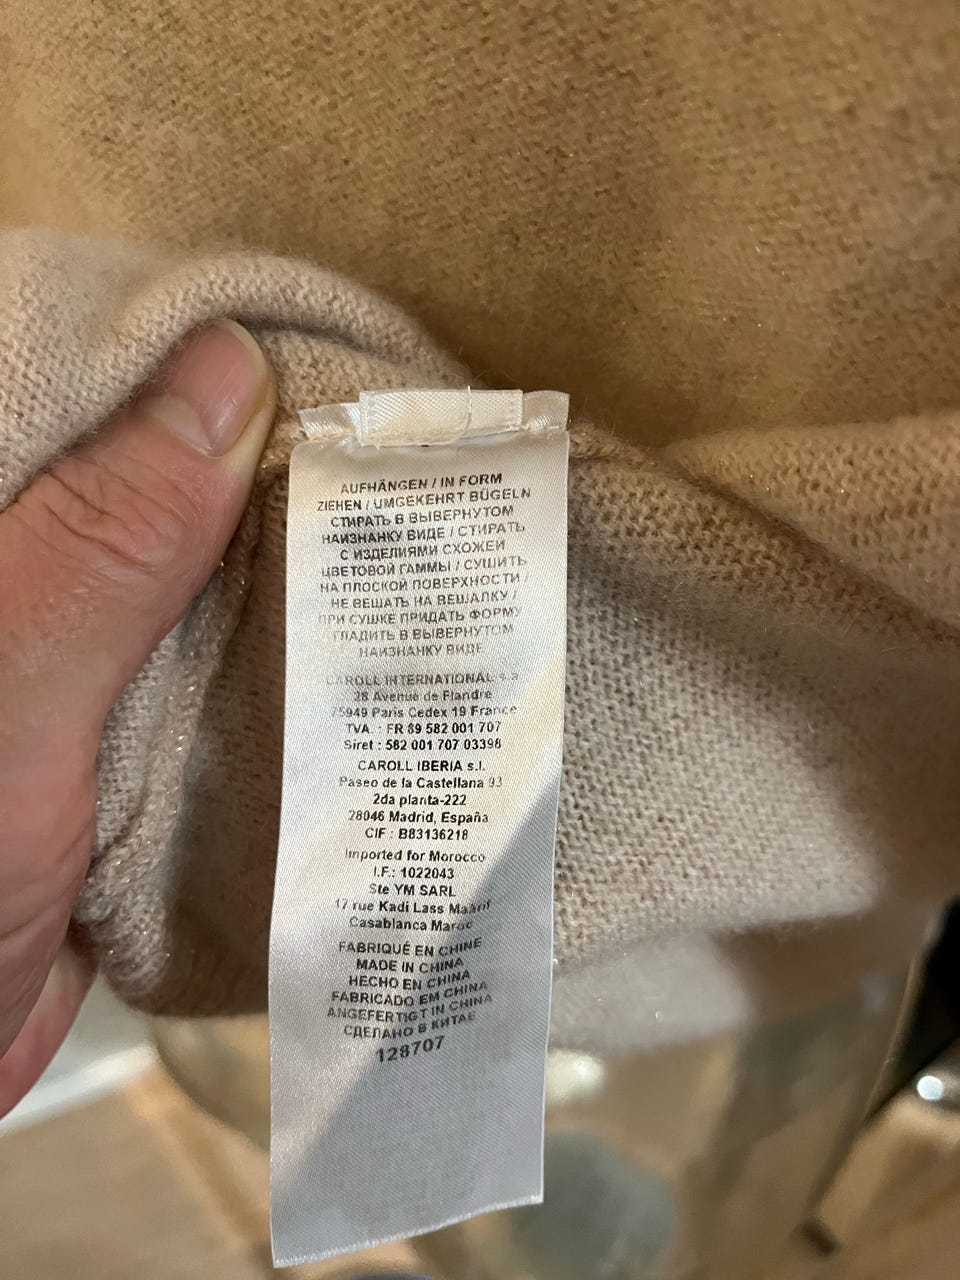 AUFHÄNGEN / IN FORM
ZIEHEN / UMGEKEHRT BÜGELN
СТИРАТЬ В ВЫВЕРНУТОМ
НАИЗНАНКУ ВИДЕ / СТИРАТЬ
С ИЗДЕЛИЯМИ СХОЖЕЙ
ЦВЕТОВОЙ ГАММЫ / СУШИТЬ
НА ПЛОСКОЙ ПОВЕРХНОСТИ /
НЕ ВЕШАТЬ НА ВЕШАЛКУ /
ПРИ СУШКЕ ПРИДАТЬ ФОРМУ
ГЛАДИТЬ В ВЫВЕРНУТОМ
НАИЗНАНКУ ВИДЕ
CAROLL INTERNATIONAL s.a
28 Avenue de Flandre
75949 Paris Cedex 19 France
TVA. : FR 89 582 001 707
Siret : 582 001 707 03398
CAROLL IBERIA s.l.
Paseo de la Castellana 93
2da planta-222
28046 Madrid, España
CIF : B83136218
Imported for Morocco
I.F.: 1022043
Ste YM SARL
17 rue Kadi Lass Maârif
Casablanca Maroc
FABRIQUÉ EN CHINE
MADE IN CHINA
HECHO EN CHINA
FABRICADO EM CHINA
ANGEFERTIGT IN CHINA
СДЕЛАНО В КИТАЕ
128707